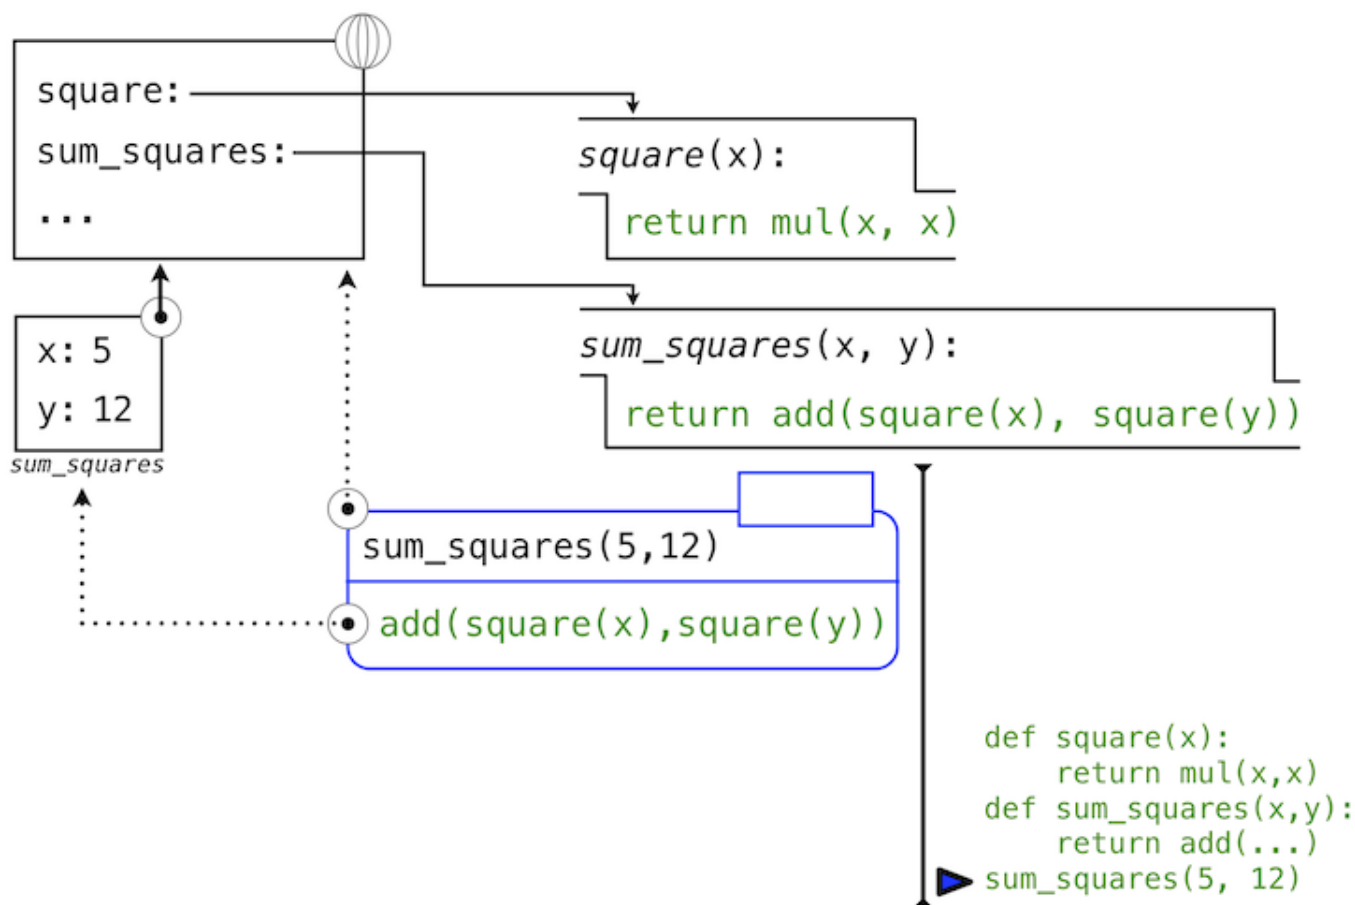 square:
sum_squares:
...
square(x):
return mul(x, x)
sum_squares(x, y):
return add(square(x), square(y))
x: 5
y: 12
sum_squares
sum_squares(5,12)
add(square(x),square(y))
def square(x):
    return mul(x,x)
def sum_squares(x,y):
    return add(...)
sum_squares(5, 12)